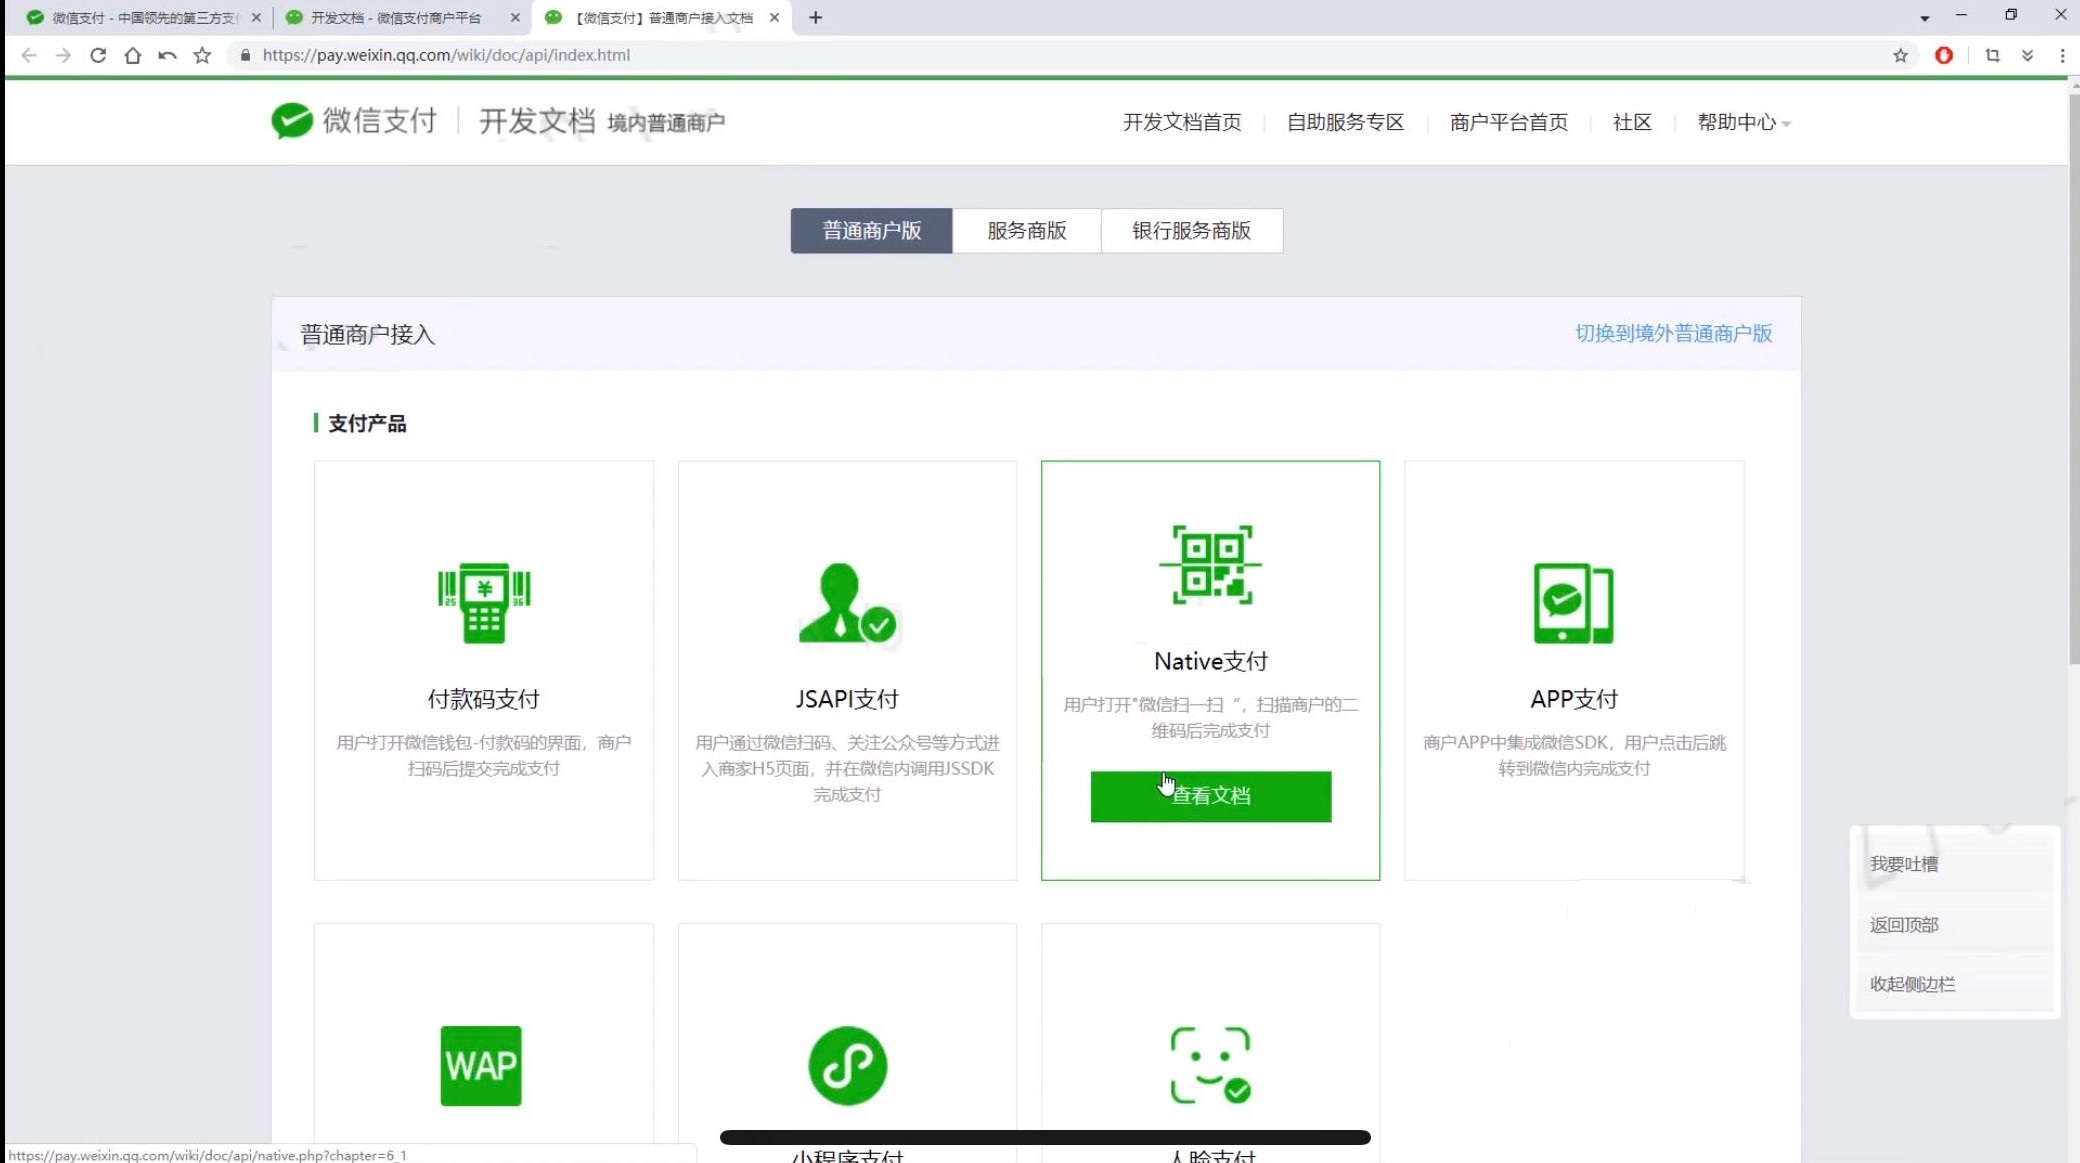 微信支付 - 中国领先的第三方支
开发文档 - 微信支付商户平台
【微信支付】普通商户接入文档
https://pay.weixin.qq.com/wiki/doc/api/index.html
微信支付
开发文档 境内普通商户
开发文档首页
自助服务专区
商户平台首页
社区
帮助中心
普通商户版
服务商版
银行服务商版
普通商户接入
切换到境外普通商户版
支付产品
付款码支付
用户打开微信钱包-付款码的界面，商户
扫码后提交完成支付
JSAPI支付
用户通过微信扫码、关注公众号等方式进
入商家H5页面，并在微信内调用JSSDK
完成支付
Native支付
用户打开"微信扫一扫 “，扫描商户的二
维码后完成支付
查看文档
APP支付
商户APP中集成微信SDK，用户点击后跳
转到微信内完成支付
我要吐槽
返回顶部
收起侧边栏
WAP
小程序支付
人脸支付
https://pay.weixin.qq.com/wiki/doc/api/native.php?chapter=6_1